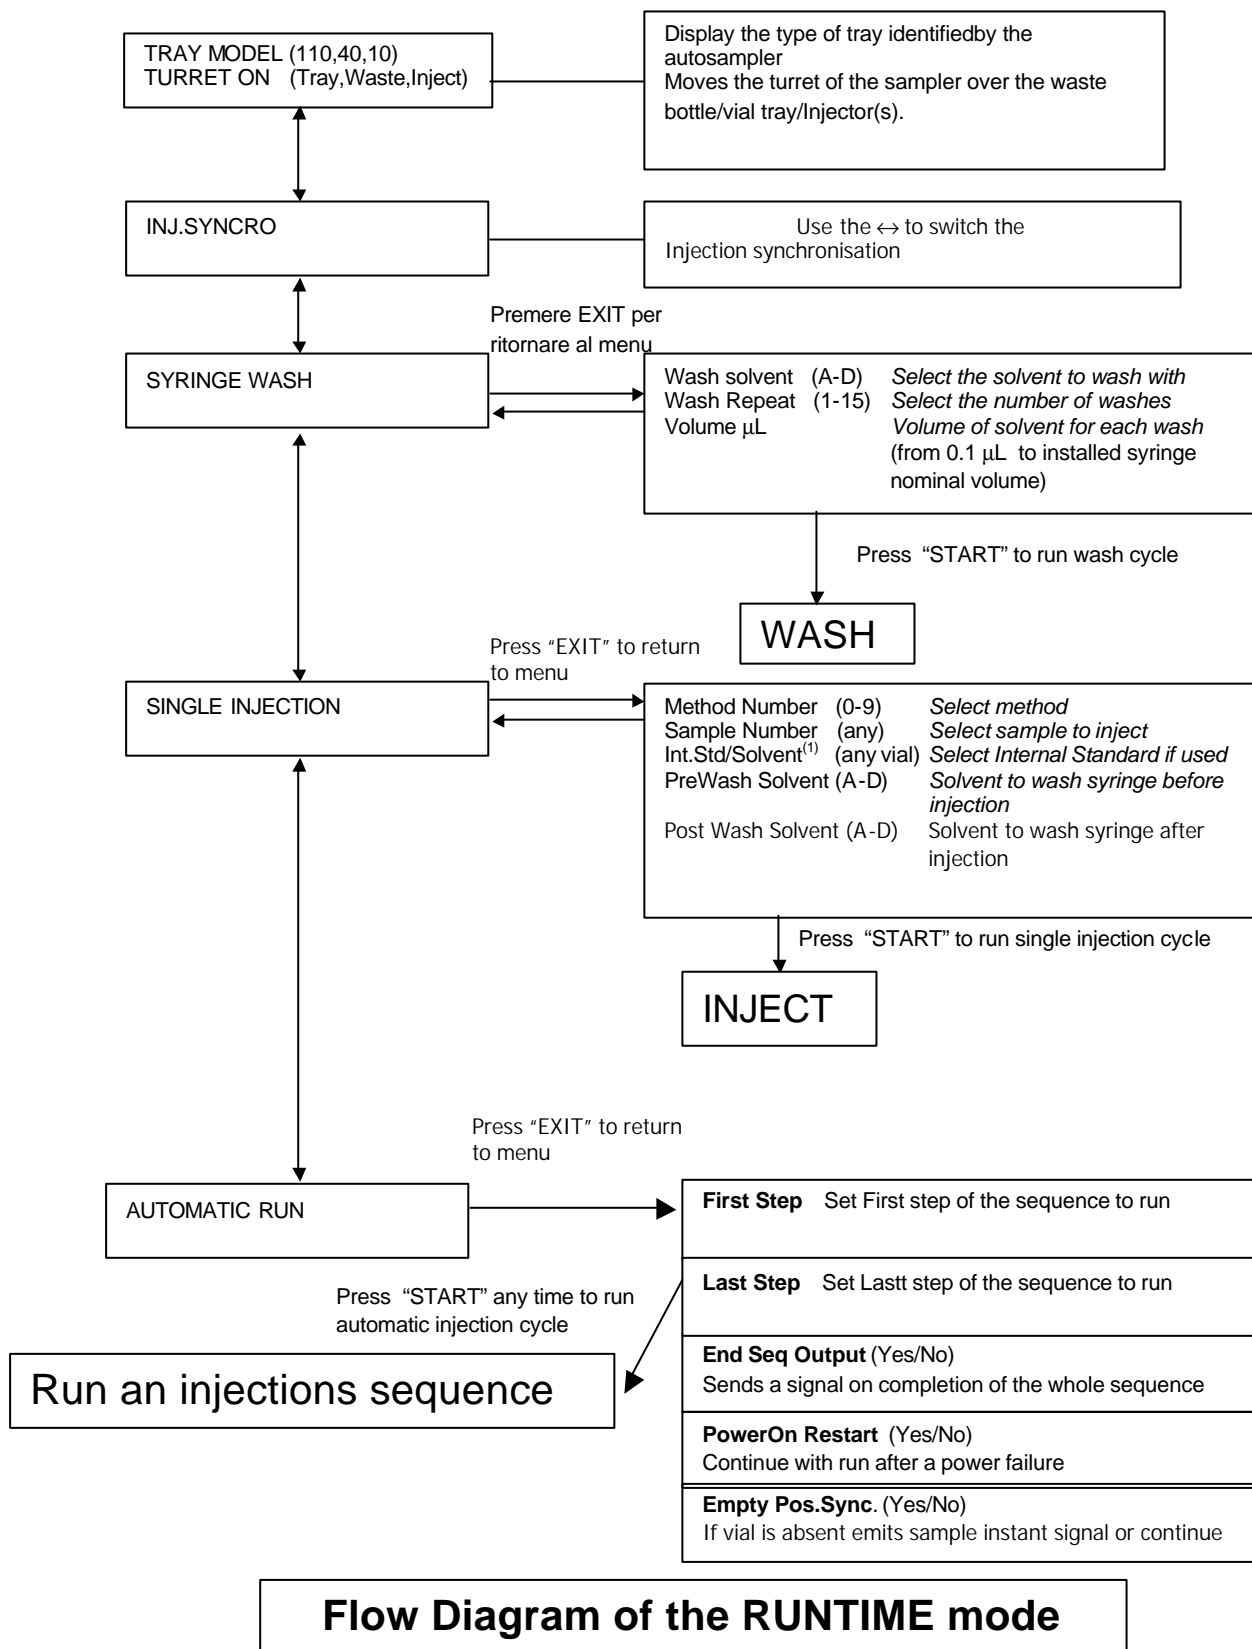 TRAY MODEL (110,40,10)
TURRET ON (Tray,Waste,Inject)
Display the type of tray identifiedby the
autosampler
Moves the turret of the sampler over the waste
bottle/vial tray/Injector(s).
INJ.SYNCRO
Use the ↔ to switch the
Injection synchronisation
Premere EXIT per
ritornare al menu
SYRINGE WASH
Wash solvent (A-D) Select the solvent to wash with
Wash Repeat (1-15) Select the number of washes
Volume µL Volume of solvent for each wash
(from 0.1 µL to installed syringe
nominal volume)
Press “START” to run wash cycle
WASH
Press “EXIT” to return
to menu
SINGLE INJECTION
Method Number (0-9) Select method
Sample Number (any) Select sample to inject
Int.Std/Solvent(1) (any vial) Select Internal Standard if used
PreWash Solvent (A-D) Solvent to wash syringe before
injection
Post Wash Solvent (A-D) Solvent to wash syringe after
injection
Press “START” to run single injection cycle
INJECT
Press “EXIT” to return
to menu
AUTOMATIC RUN
First Step Set First step of the sequence to run
Last Step Set Lastt step of the sequence to run
Press “START” any time to run
automatic injection cycle
Run an injections sequence
End Seq Output (Yes/No)
Sends a signal on completion of the whole sequence
PowerOn Restart (Yes/No)
Continue with run after a power failure
Empty Pos.Sync. (Yes/No)
If vial is absent emits sample instant signal or continue
Flow Diagram of the RUNTIME mode